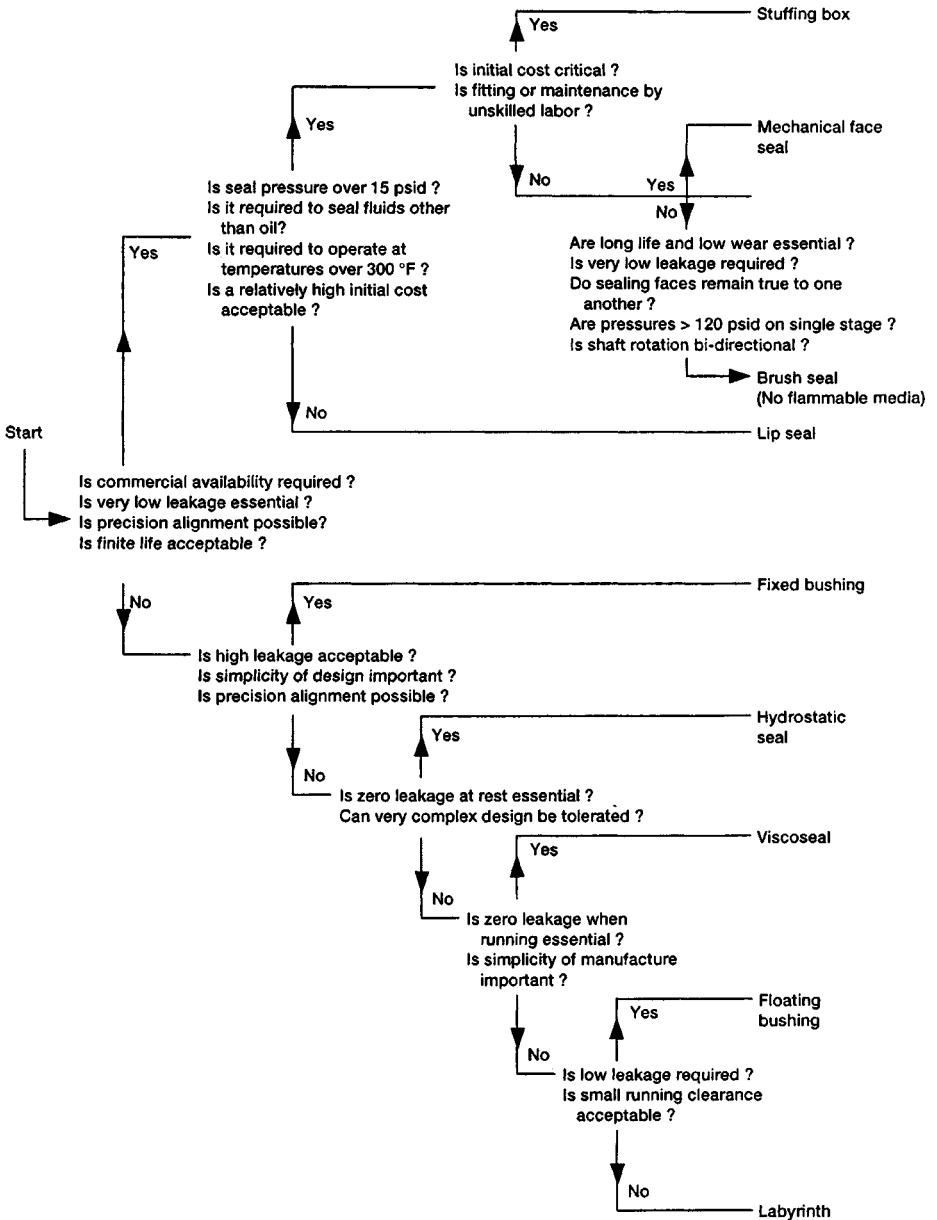 Stuffing box
Yes
Is initial cost critical ?
Is fitting or maintenance by
unskilled labor ?
Yes
Mechanical face
seal
No
Yes
Is seal pressure over 15 psid ?
Is it required to seal fluids other
than oil?
Is it required to operate at
temperatures over 300 °F ?
Is a relatively high initial cost
acceptable ?
No
Yes
Are long life and low wear essential ?
Is very low leakage required ?
Do sealing faces remain true to one
another ?
Are pressures > 120 psid on single stage ?
Is shaft rotation bi-directional ?
Brush seal
(No flammable media)
No
Lip seal
Start
Is commercial availability required ?
Is very low leakage essential ?
Is precision alignment possible?
Is finite life acceptable ?
Fixed bushing
No
Yes
Is high leakage acceptable ?
Is simplicity of design important ?
Is precision alignment possible ?
Hydrostatic
seal
Yes
No
Is zero leakage at rest essential ?
Can very complex design be tolerated ?
Viscoseal
Yes
No
Is zero leakage when
running essential ?
Is simplicity of manufacture
important ?
Floating
bushing
Yes
No
Is low leakage required ?
Is small running clearance
acceptable ?
No
Labyrinth